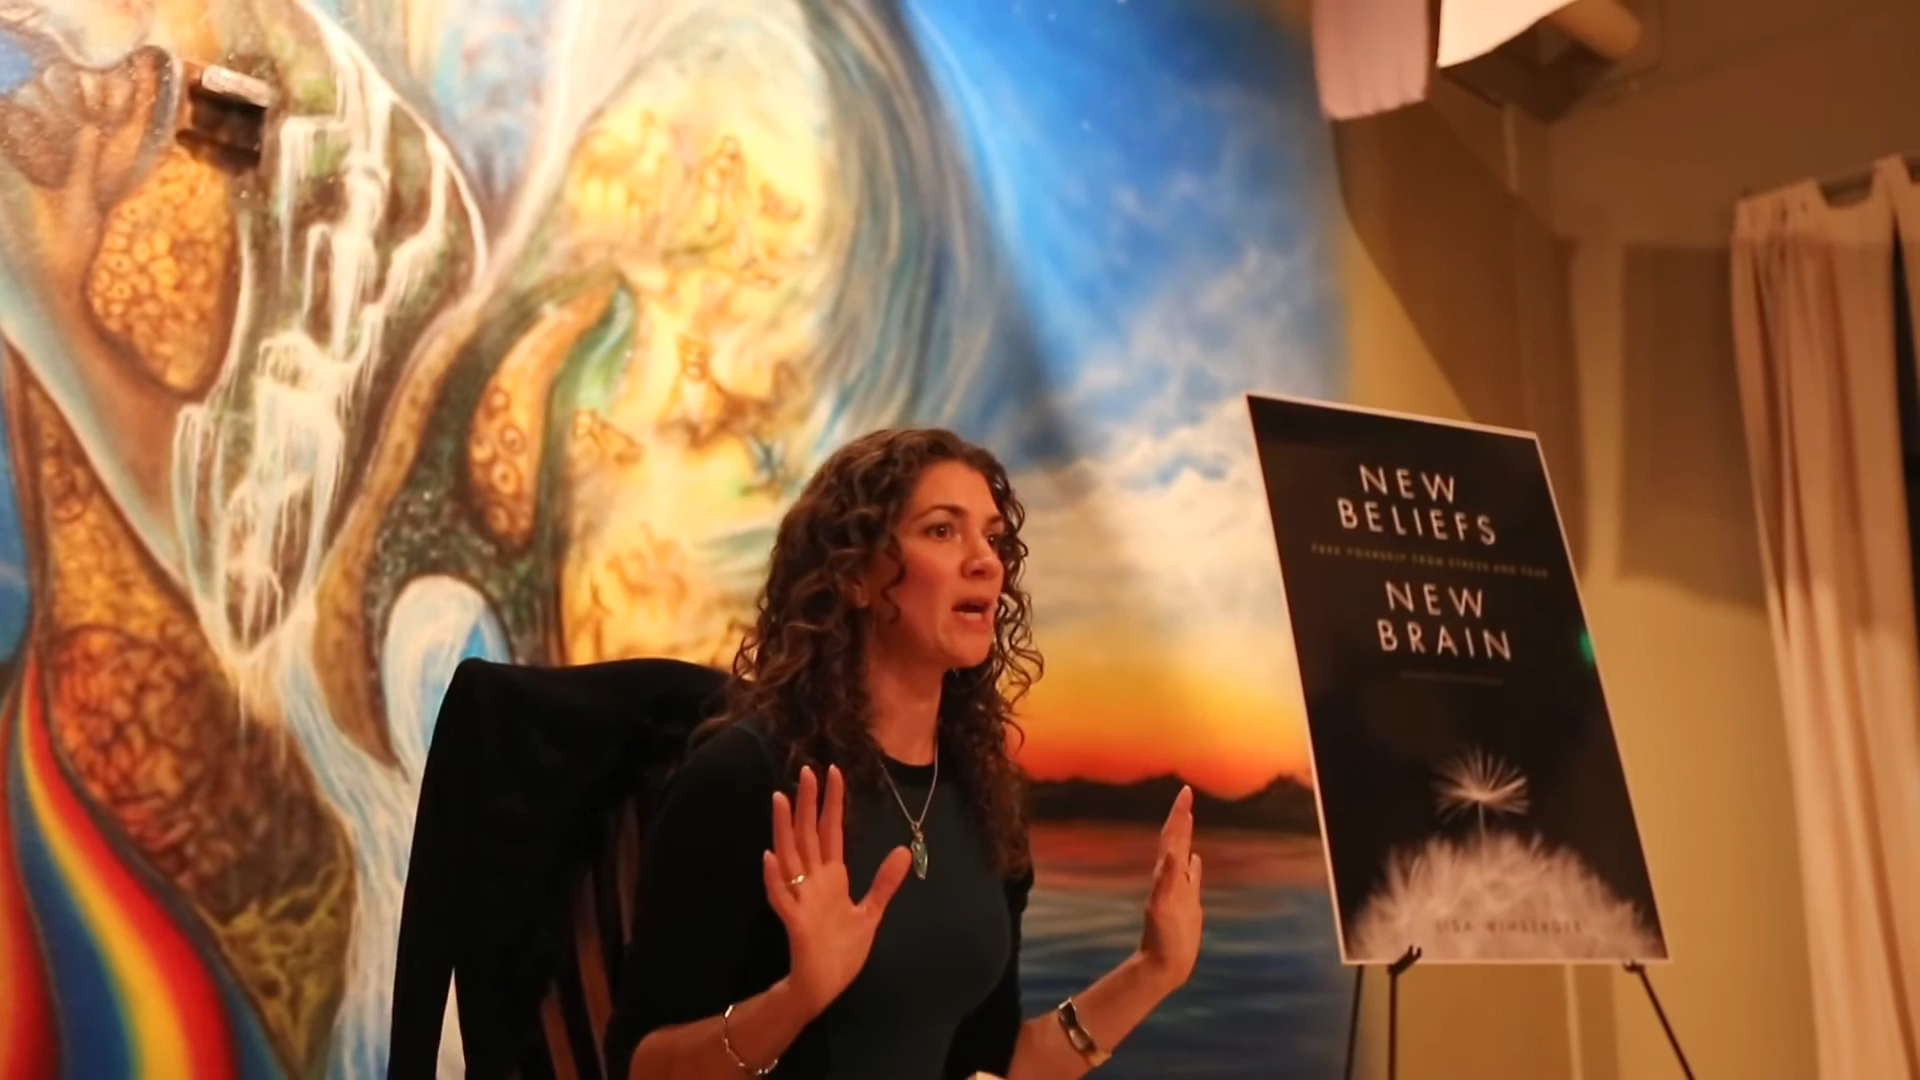 NEW
BELIEFS
FREE YOURSELF FROM STRESS AND FEAR
NEW
BRAIN
LISA WIMBERGER